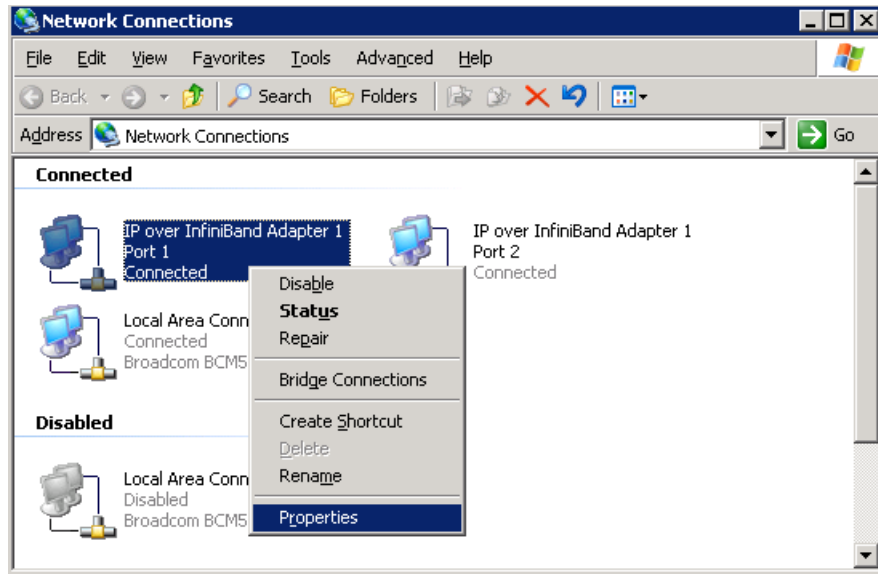 Network Connections
File Edit View Favorites Tools Advanced Help
Back Search Folders
Address Network Connections Go
Connected
IP over InfiniBand Adapter 1
Port 1
Connected
IP over InfiniBand Adapter 1
Port 2
Connected
Local Area Conn
Connected
Broadcom BCM5
Disabled
Local Area Conn
Disabled
Broadcom BCM5
Disable
Status
Repair
Bridge Connections
Create Shortcut
Delete
Rename
Properties